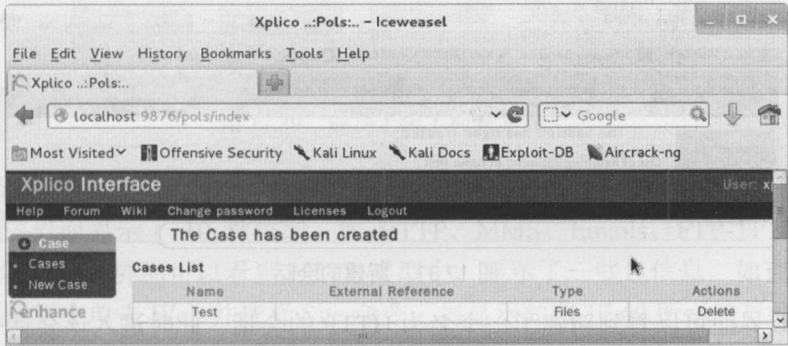 Xplico ..:Pols:.. – Iceweasel
File Edit View History Bookmarks Tools Help
Xplico ..:Pols:..
localhost 9876/pols/index
Google
Most Visited Offensive Security Kali Linux Kali Docs Exploit-DB Aircrack-ng
Xplico Interface
User:
Help Forum Wiki Change password Licenses Logout
The Case has been created
Case
Cases
New Case
Cases List
Name External Reference Type Actions
Test Files Delete
enhance